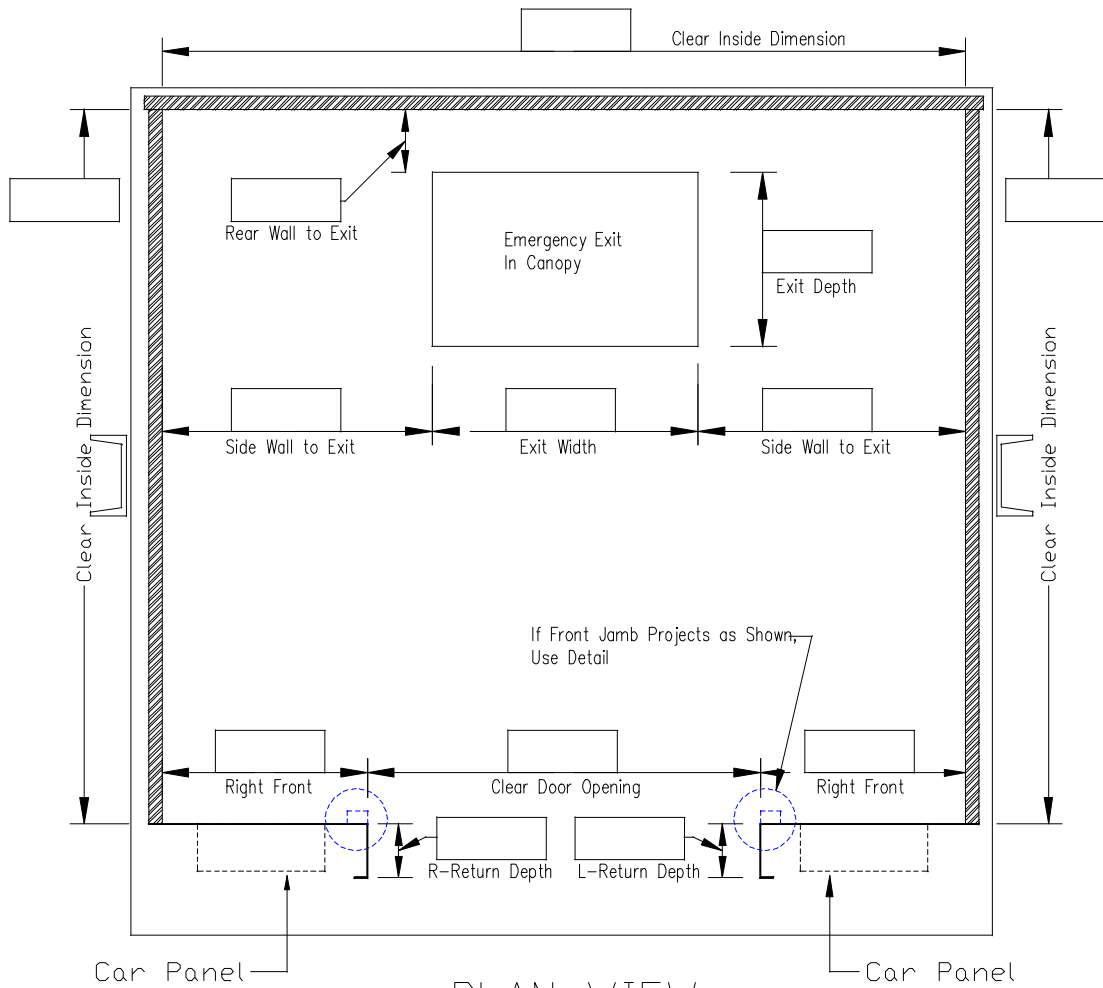 Clear Inside Dimension
Rear Wall to Exit
Emergency Exit
In Canopy
Exit Depth
Clear Inside Dimension
Clear Inside Dimension
Side Wall to Exit
Exit Width
Side Wall to Exit
If Front Jamb Projects as Shown,
Use Detail
Right Front
Clear Door Opening
Right Front
R-Return Depth
L-Return Depth
Car Panel
Car Panel
PLAN VIEW